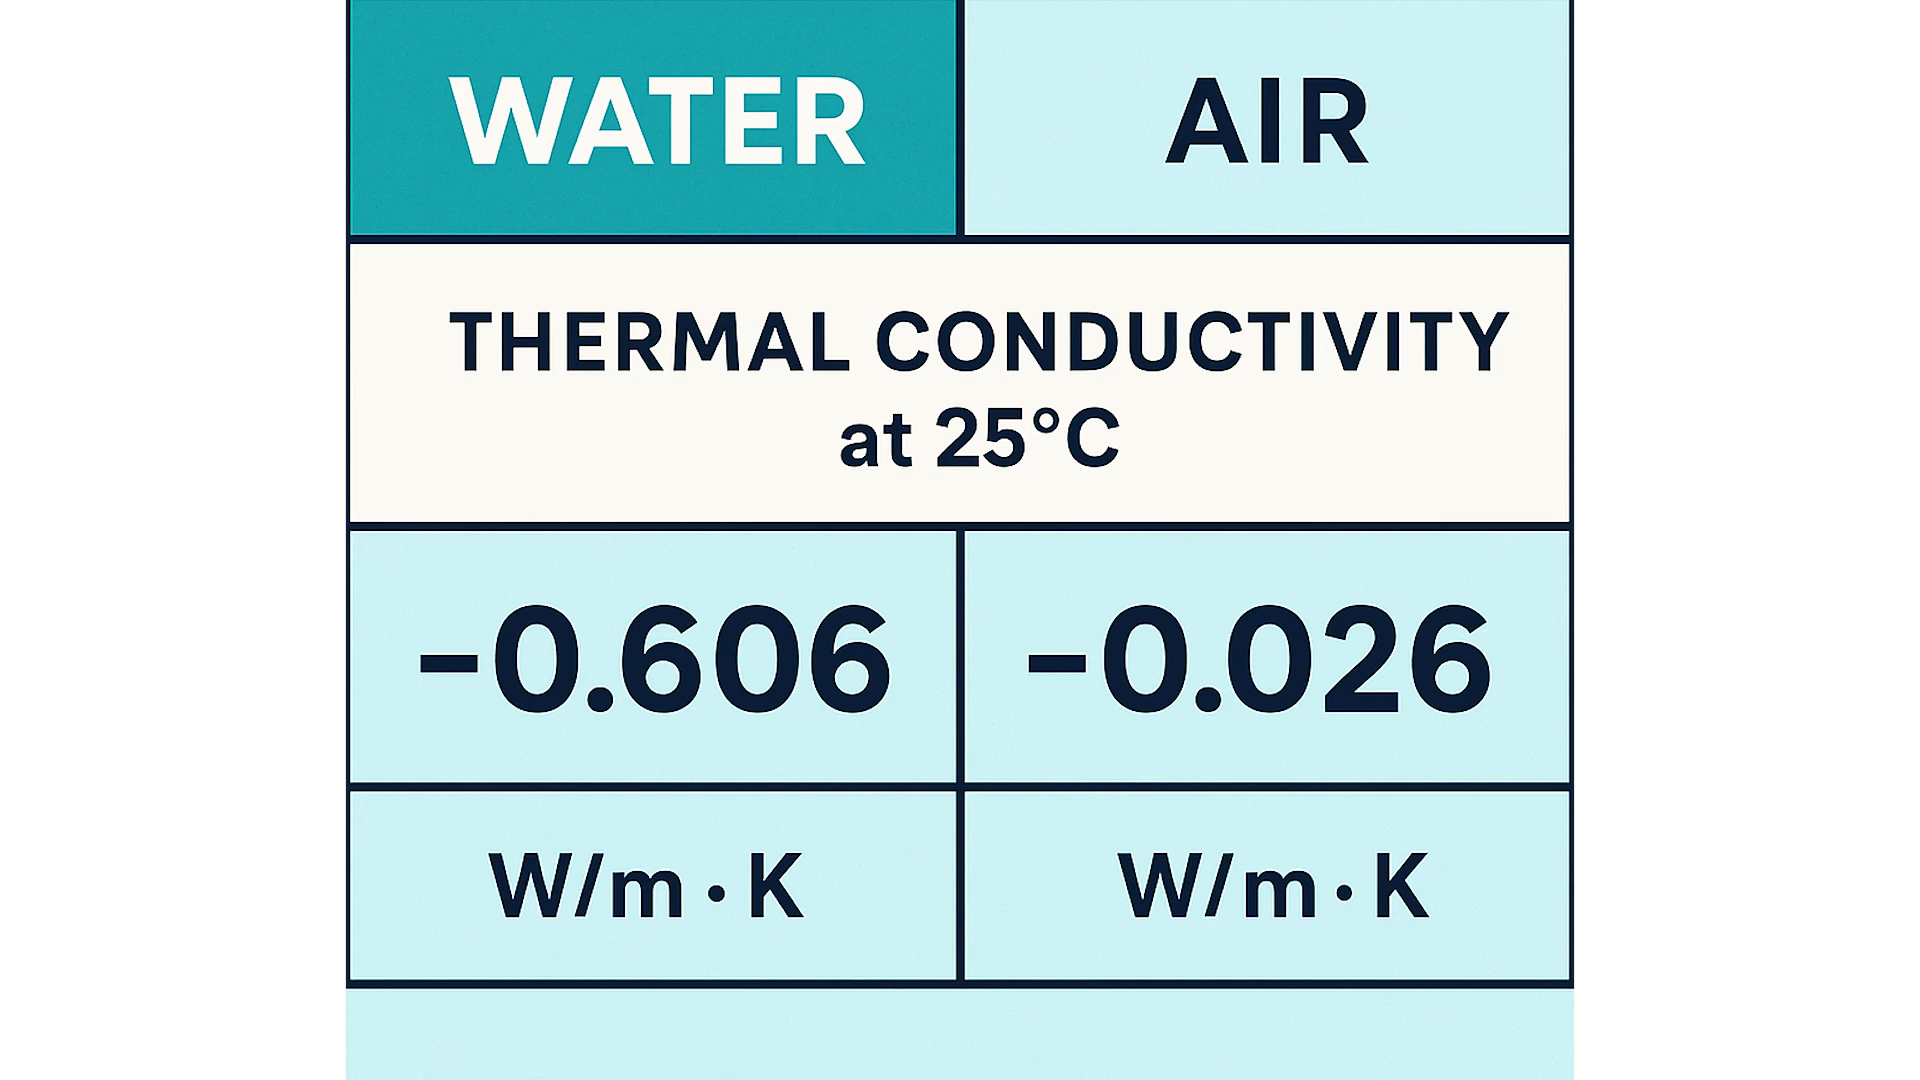 WATER AIR
THERMAL CONDUCTIVITY
at 25°C
–0.606 –0.026
W/m·K W/m·K